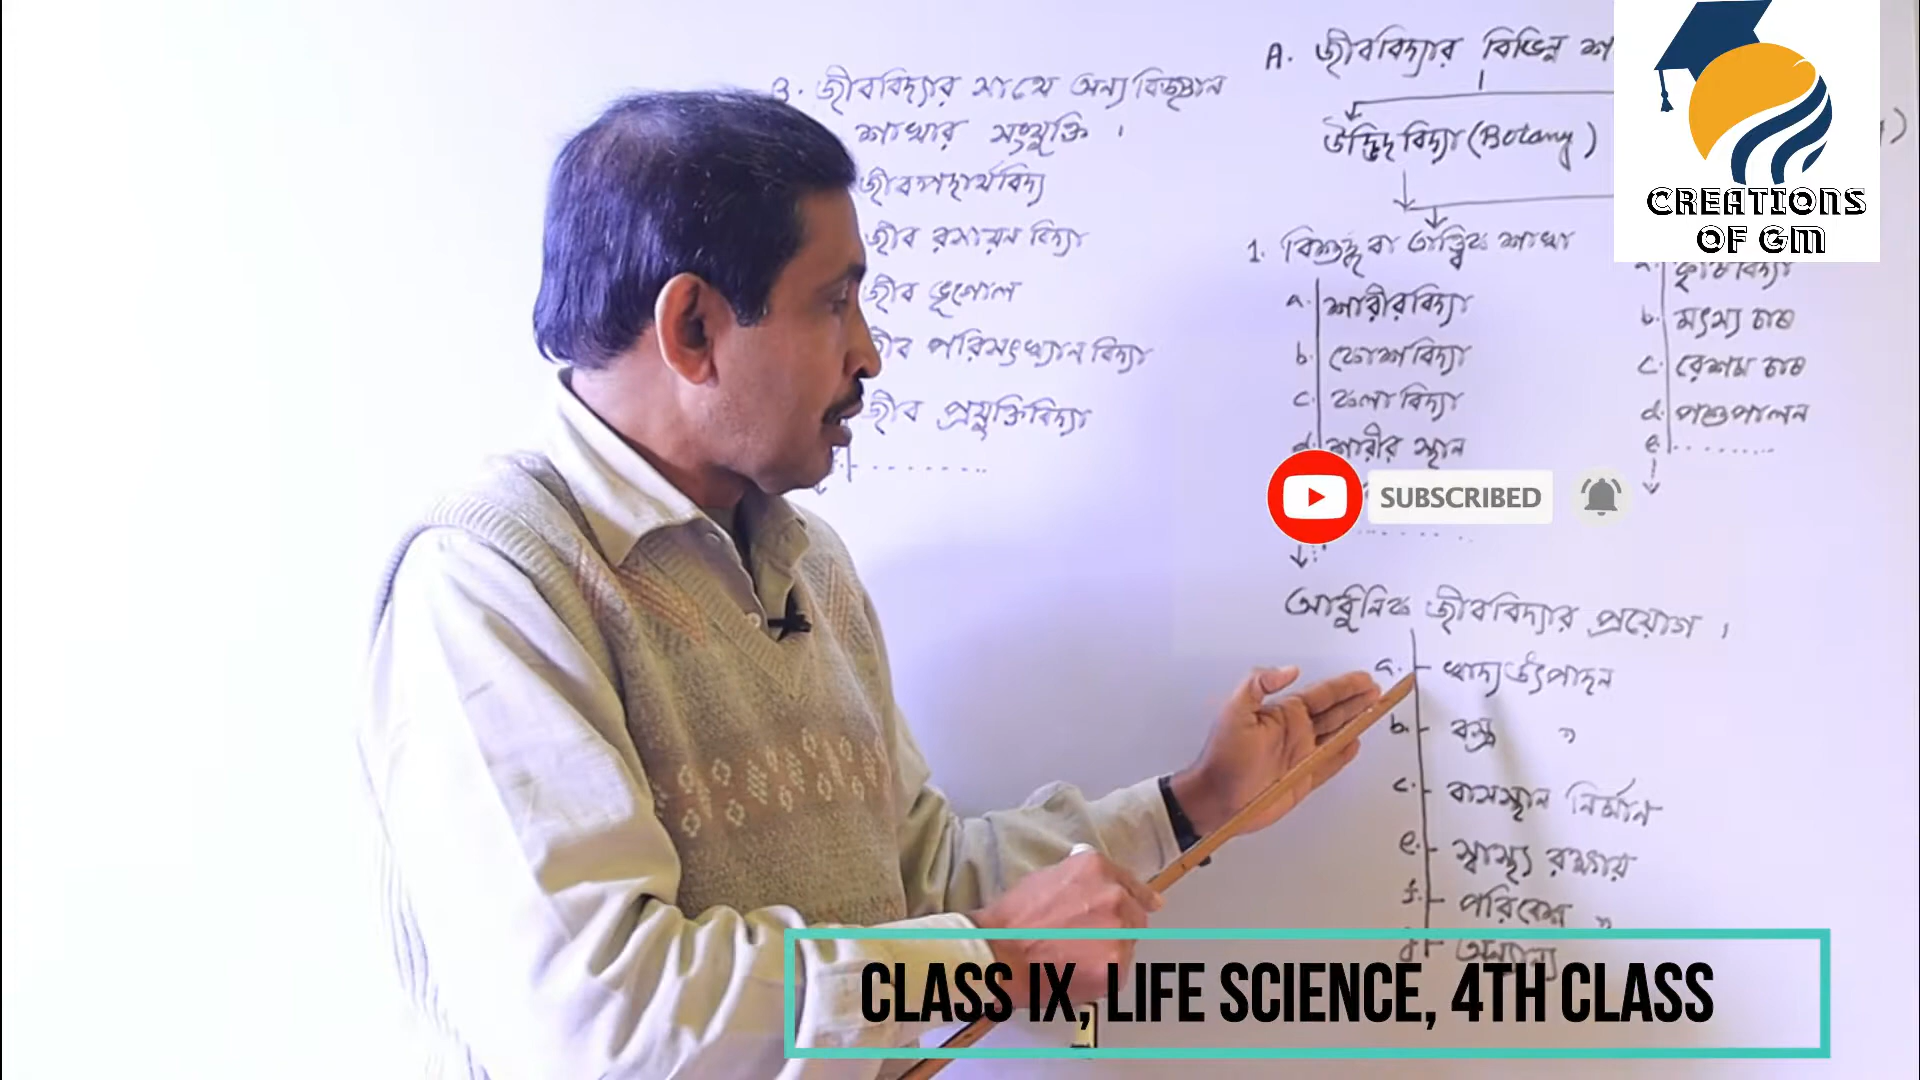 B. জীববিদ্যার সাথে অন্য বিজ্ঞান
শাখার সংযুক্তি ।
জীবপদার্থবিদ্য
জীব রসায়ন বিদ্যা
জীব ভূগোল
জীব পরিসংখ্যান বিদ্যা
জীব প্রযুক্তিবিদ্যা
A. জীববিদ্যার বিভিন্ন শা
উদ্ভিদ বিদ্যা (Botany)
1. বিশুদ্ধ বা তাত্ত্বিক শাখা
a. শারীরবিদ্যা
b. কোশবিদ্যা
c. কলাবিদ্যা
d. শারীর স্থান
কৃষিবিদ্যা
b. মৎস্য চাষ
c. রেশম চাষ
d. পশুপালন
e.
আধুনিক জীববিদ্যার প্রয়োগ ।
a. খাদ্য উৎপাদন
b. বস্ত্র "
c. বাসস্থান নির্মান
e. স্বাস্থ্য রক্ষায়
f. পরিবেশ "
অন্যান্য
CREATIONS
OF GM
SUBSCRIBED
CLASS IX, LIFE SCIENCE, 4TH CLASS